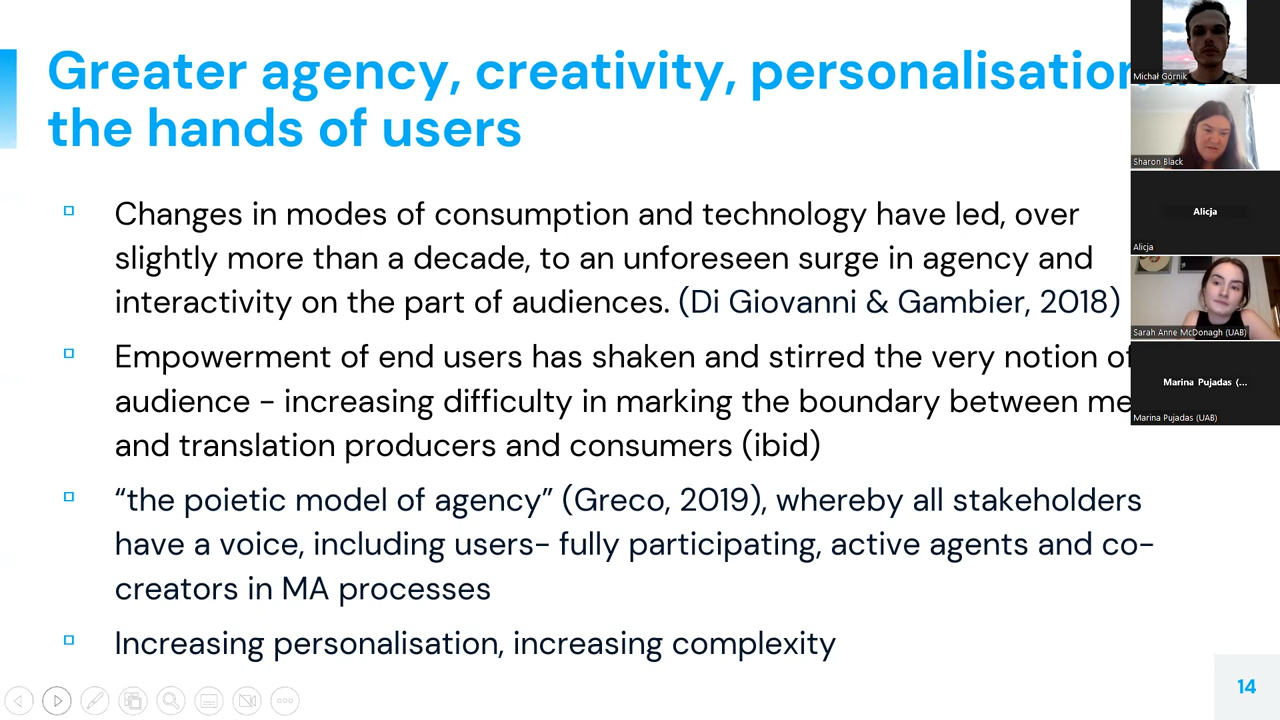 Greater agency, creativity, personalisation
the hands of users
Changes in modes of consumption and technology have led, over
slightly more than a decade, to an unforeseen surge in agency and
interactivity on the part of audiences. (Di Giovanni & Gambier, 2018)
Empowerment of end users has shaken and stirred the very notion of
audience - increasing difficulty in marking the boundary between me
and translation producers and consumers (ibid)
“the poietic model of agency” (Greco, 2019), whereby all stakeholders
have a voice, including users- fully participating, active agents and co-
creators in MA processes
Increasing personalisation, increasing complexity
14
Michał Górnik
Sharon Black
Alicja
Alicja
Sarah Anne McDonagh (UAB)
Marina Pujadas (...
Marina Pujadas (UAB)